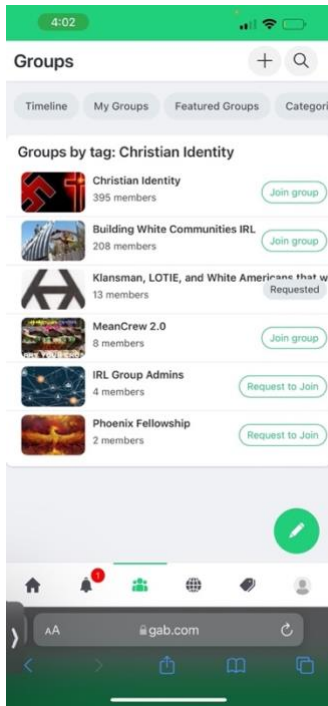 4:02
Groups
Timeline My Groups Featured Groups Categori
Groups by tag: Christian Identity
Christian Identity
395 members
Join group
Building White Communities IRL
208 members
Join group
Klansman, LOTIE, and White Americans that w
13 members
Requested
MeanCrew 2.0
8 members
Join group
IRL Group Admins
4 members
Request to Join
Phoenix Fellowship
2 members
Request to Join
1
AA gab.com